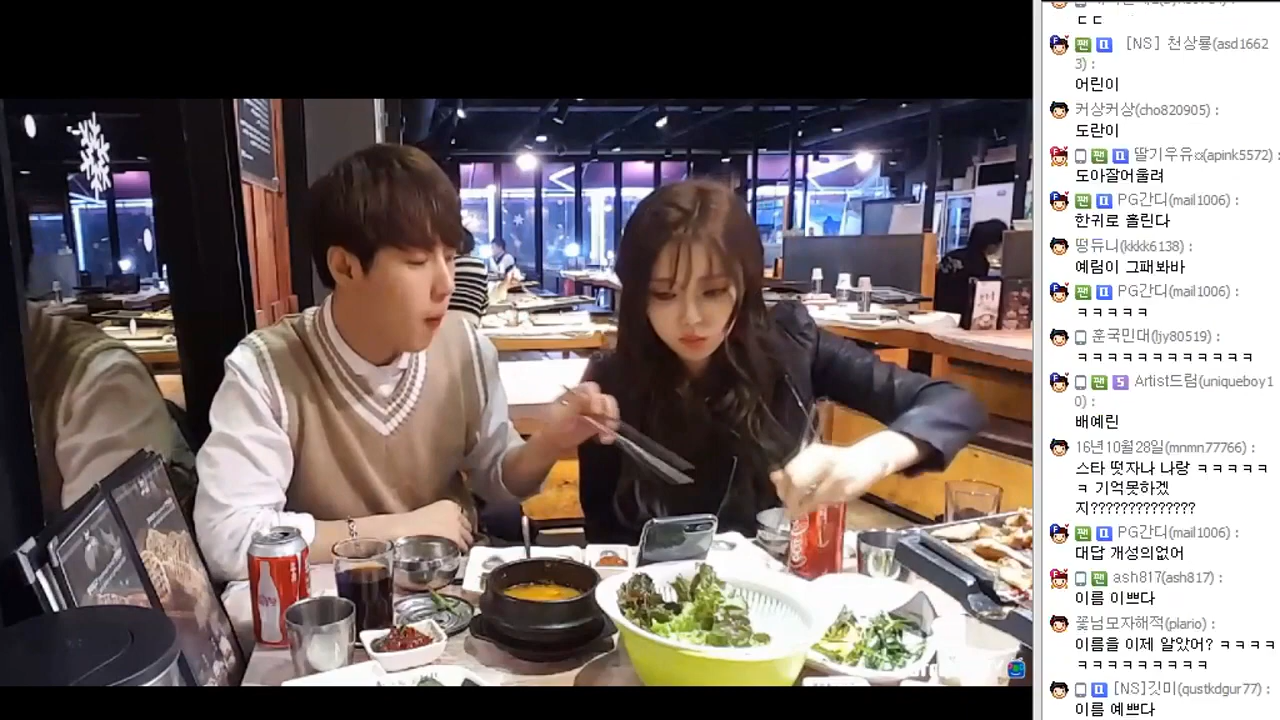 ㄷㄷ
[NS] 천상룡(asd1662
3) :
어린이
커상커상(cho820905) :
도란이
딸기우유¤(apink5572) :
도아잘어울려
PG간디(mail1006) :
한귀로 흘린다
떵듀니(kkkk6138) :
예림이 그패봐바
PG간디(mail1006) :
ㅋㅋㅋㅋㅋ
훈국민대(ljy80519) :
ㅋㅋㅋㅋㅋㅋㅋㅋㅋㅋㅋㅋ
Artist드림(uniqueboy1
0) :
배예린
16년10월28일(mnmn77766) :
스타 떳자나 나랑 ㅋㅋㅋㅋㅋ
ㅋ 기억못하겠
지??????????????
PG간디(mail1006) :
대답 개성의없어
ash817(ash817) :
이름 이쁘다
꽃님모자해적(plario) :
이름을 이제 알았어? ㅋㅋㅋㅋ
ㅋㅋㅋㅋㅋㅋㅋㅋㅋ
[NS]깃미(qustkdgur77) :
이름 예쁘다